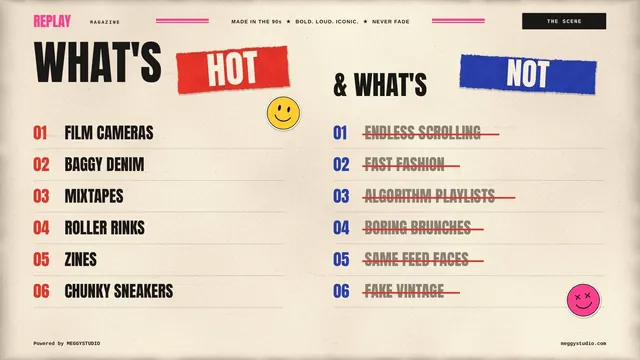 REPLAY MAGAZINE MADE IN THE 90s ★ BOLD. LOUD. ICONIC. ★ NEVER FADE THE SCENE
WHAT'S HOT
01 FILM CAMERAS
02 BAGGY DENIM
03 MIXTAPES
04 ROLLER RINKS
05 ZINES
06 CHUNKY SNEAKERS
& WHAT'S NOT
01 ENDLESS SCROLLING
02 FAST FASHION
03 ALGORITHM PLAYLISTS
04 BORING BRUNCHES
05 SAME FEED FACES
06 FAKE VINTAGE
Powered by MEGGYSTUDIO meggystudio.com